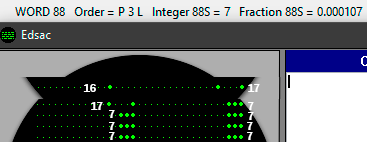 WORD 88 Order = P 3 L Integer 88S = 7 Fraction 88S = 0.000107
Edsac
16 17
17 7
7 7
7 7
7 7